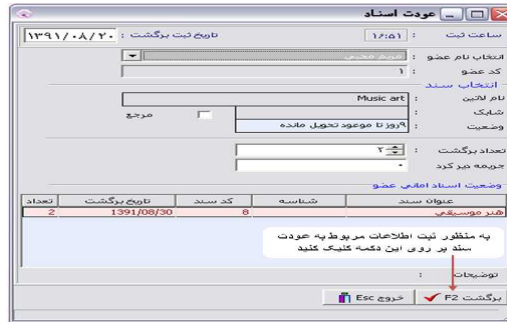 عودت اسناد
ساعت ثبت : ۱۶:۵۱ تاریخ ثبت برگشت : ۱۳۹۱/۰۸/۲۰
انتخاب نام عضو : مریم محبی
کد عضو : ۱
انتخاب سند
نام لاتین : Music art
شابک : مرجع
وضعیت : ۹روز تا موعود تحویل مانده
تعداد برگشت : ۲
جریمه دیر کرد :
وضعیت اسناد امانی عضو
عنوان سند شناسه کد سند تاریخ برگشت تعداد
هنر موسیقی 8 1391/08/30 2
به منظور ثبت اطلاعات مربوط به عودت
سند بر روی این دکمه کلیک کنید
توضیحات :
برگشت F2 خروج Esc